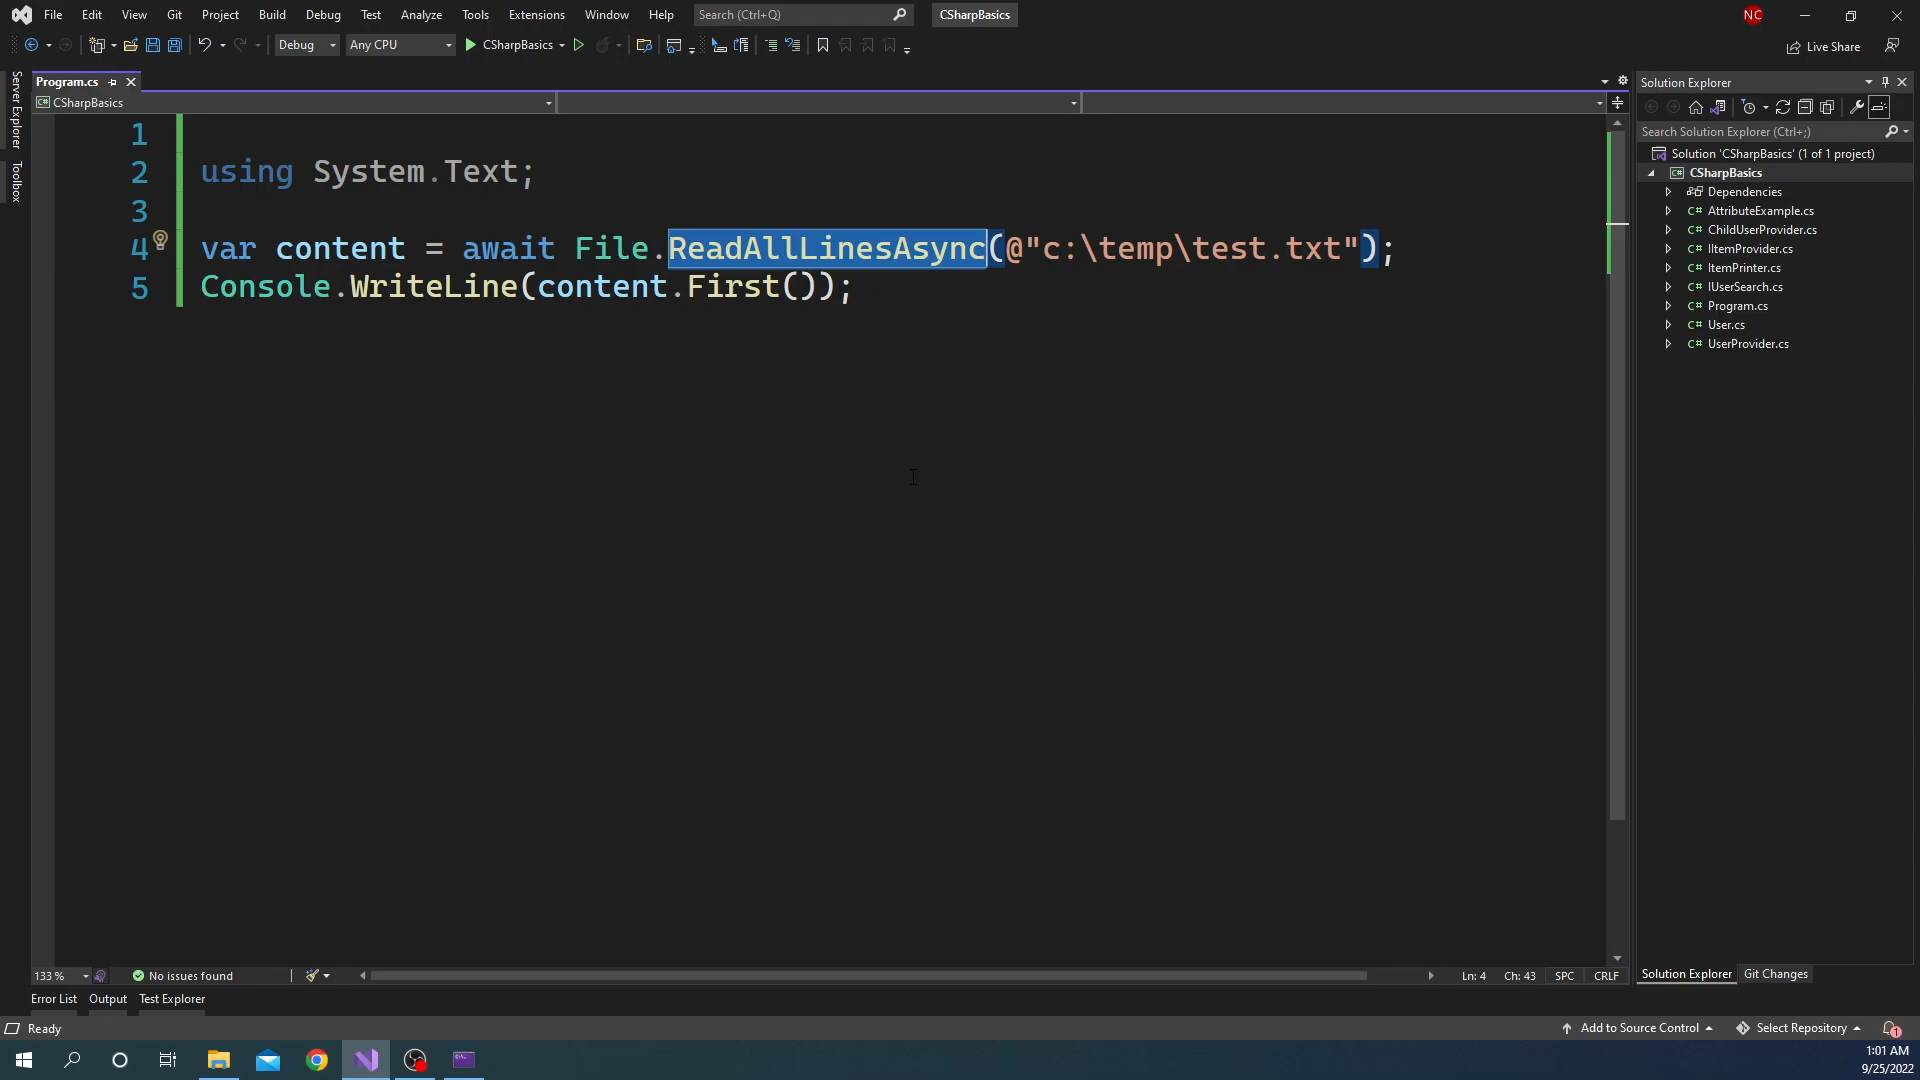 File Edit View Git Project Build Debug Test Analyze Tools Extensions Window Help Search (Ctrl+Q) CSharpBasics NC
Debug Any CPU CSharpBasics Live Share
Server Explorer
Toolbox
Program.cs
CSharpBasics
1
2 using System.Text;
3
4 var content = await File.ReadAllLinesAsync(@"c:\temp\test.txt");
5 Console.WriteLine(content.First());
Solution Explorer
Search Solution Explorer (Ctrl+;)
Solution 'CSharpBasics' (1 of 1 project)
C# CSharpBasics
Dependencies
C# AttributeExample.cs
C# ChildUserProvider.cs
C# IItemProvider.cs
C# ItemPrinter.cs
C# IUserSearch.cs
C# Program.cs
C# User.cs
C# UserProvider.cs
133 % No issues found Ln: 4 Ch: 43 SPC CRLF
Solution Explorer Git Changes
Error List Output Test Explorer
Ready Add to Source Control Select Repository 1
1:01 AM
9/25/2022